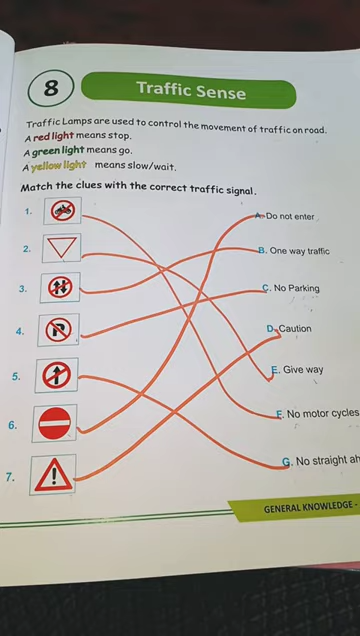 8
Traffic Sense
Traffic Lamps are used to control the movement of traffic on road.
A red light means stop.
A green light means go.
A yellow light means slow/wait.
Match the clues with the correct traffic signal.
1.
A. Do not enter
2.
B. One way traffic
3.
C. No Parking
4.
P
D. Caution
5.
E. Give way
6.
F. No motor cycles
7.
!
G. No straight ah
GENERAL KNOWLEDGE -